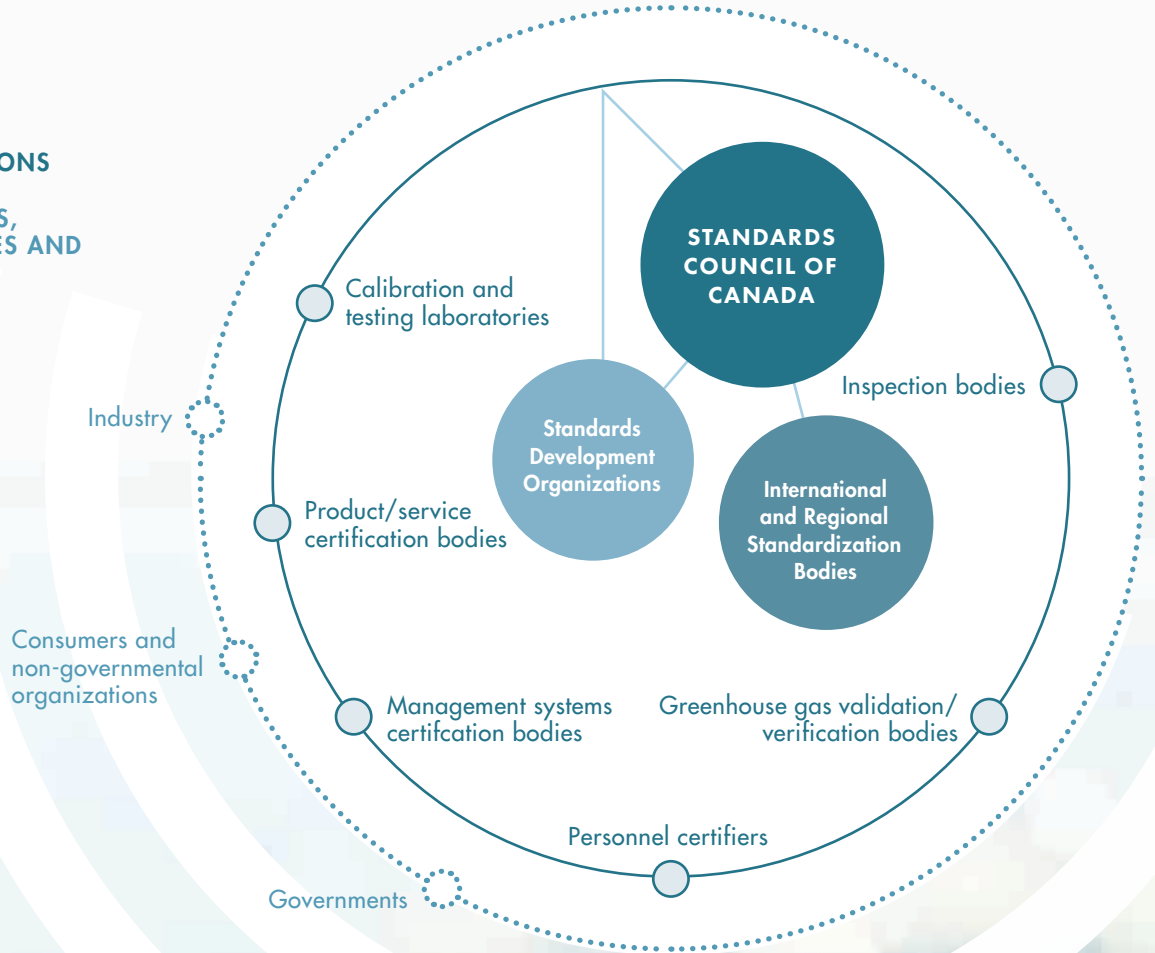 ONS
S,
ES AND
STANDARDS
COUNCIL OF
CANADA
Calibration and
testing laboratories
Inspection bodies
Industry
Standards
Development
Organizations
International
and Regional
Standardization
Bodies
Product/service
certification bodies
Consumers and
non-governmental
organizations
Management systems
certifcation bodies
Greenhouse gas validation/
verification bodies
Personnel certifiers
Governments